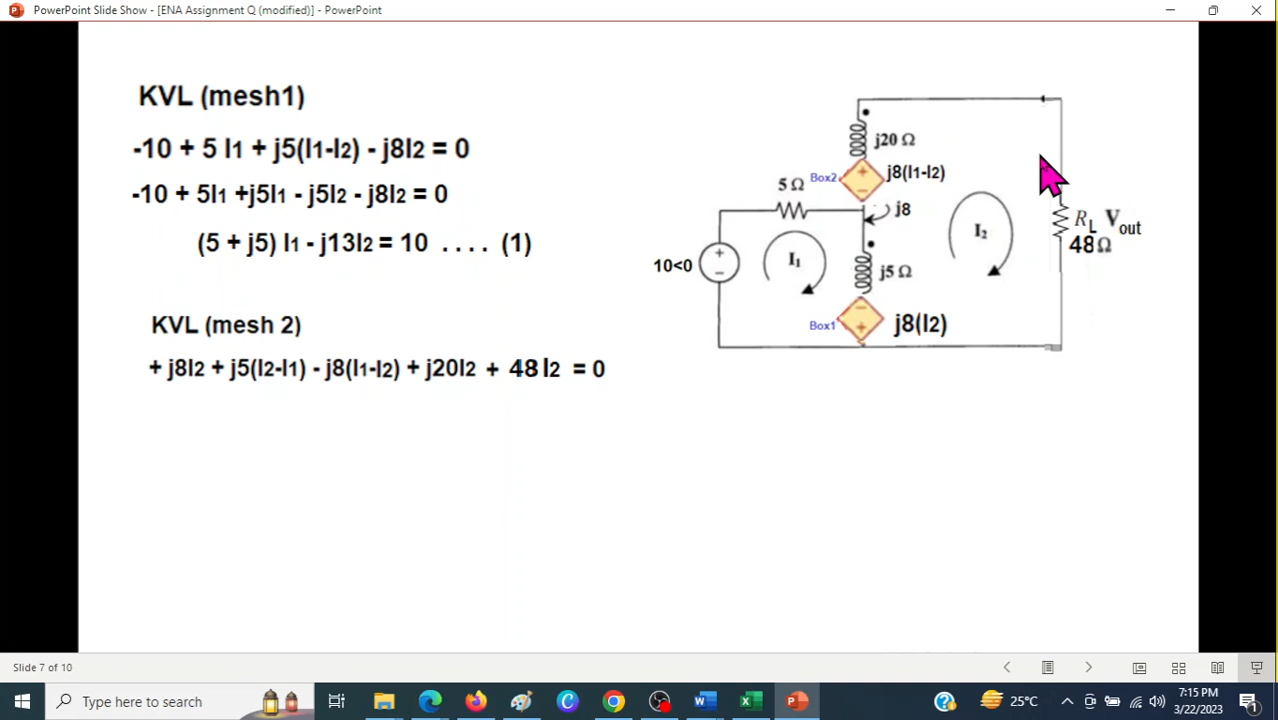 PowerPoint Slide Show - [ENA Assignment Q (modified)] - PowerPoint
KVL (mesh1)
-10 + 5 I1 + j5(I1-I2) - j8I2 = 0
-10 + 5I1 +j5I1 - j5I2 - j8I2 = 0
(5 + j5) I1 - j13I2 = 10 . . . . (1)
KVL (mesh 2)
+ j8I2 + j5(I2-I1) - j8(I1-I2) + j20I2 + 48 I2 = 0
j20 Ω
Box2
j8(I1-I2)
5 Ω
j8
RL Vout
48Ω
I2
I1
10<0
j5 Ω
Box1
j8(I2)
Slide 7 of 10
Type here to search
25°C
7:15 PM
3/22/2023